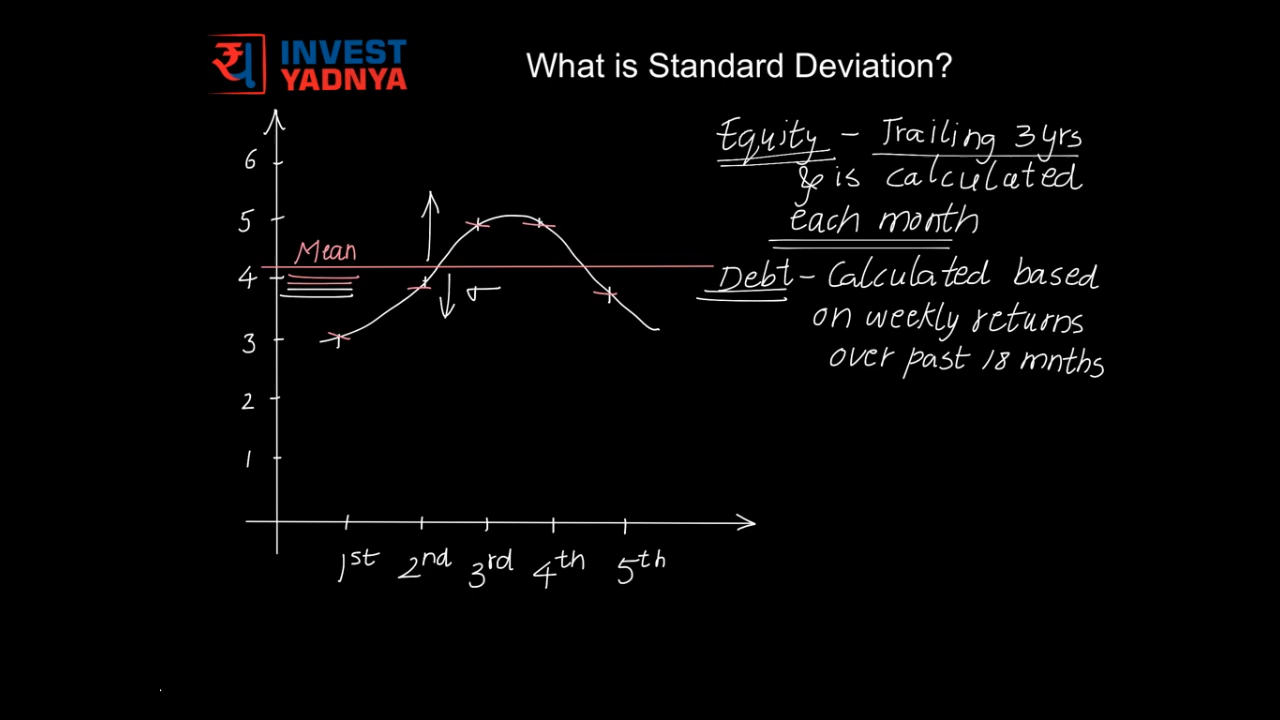 य
INVEST
YADNYA
What is Standard Deviation?
Equity - Trailing 3yrs
& is calculated
each month
Debt - Calculated based
on weekly returns
over past 18 mnths
6
5
Mean
4
σ
3
2
1
1st 2nd 3rd 4th 5th